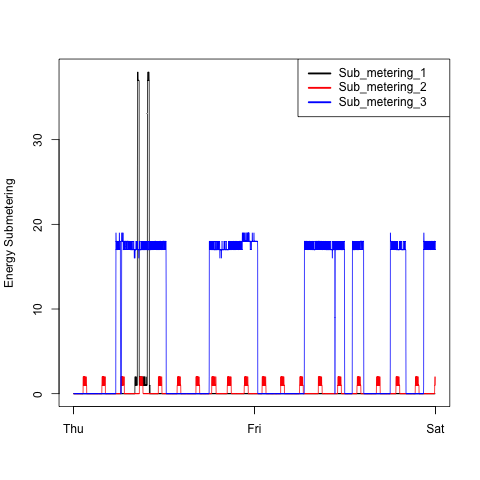 Sub_metering_1
Sub_metering_2
Sub_metering_3
Energy Submetering
30
20
10
0
Thu Fri Sat